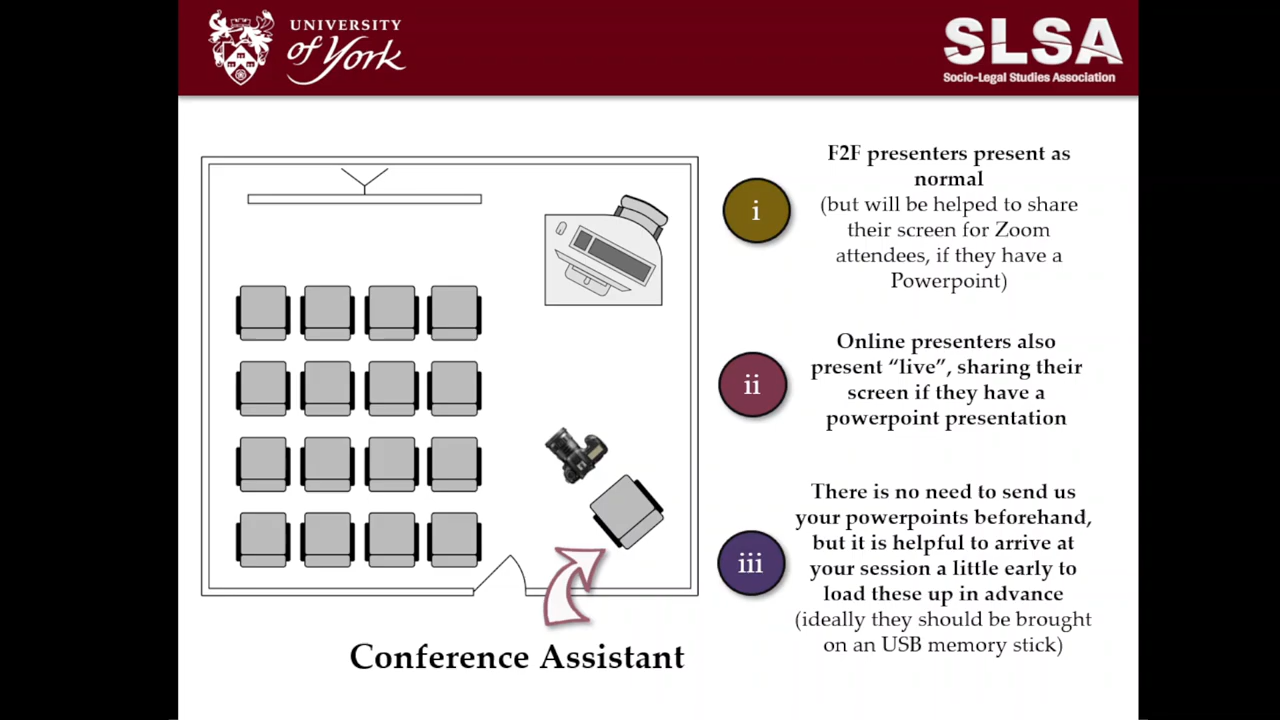 UNIVERSITY
of York
SLSA
Socio-Legal Studies Association
F2F presenters present as
normal
(but will be helped to share
their screen for Zoom
attendees, if they have a
Powerpoint)
i
Online presenters also
present “live”, sharing their
screen if they have a
powerpoint presentation
ii
There is no need to send us
your powerpoints beforehand,
but it is helpful to arrive at
your session a little early to
load these up in advance
(ideally they should be brought
on an USB memory stick)
iii
Conference Assistant